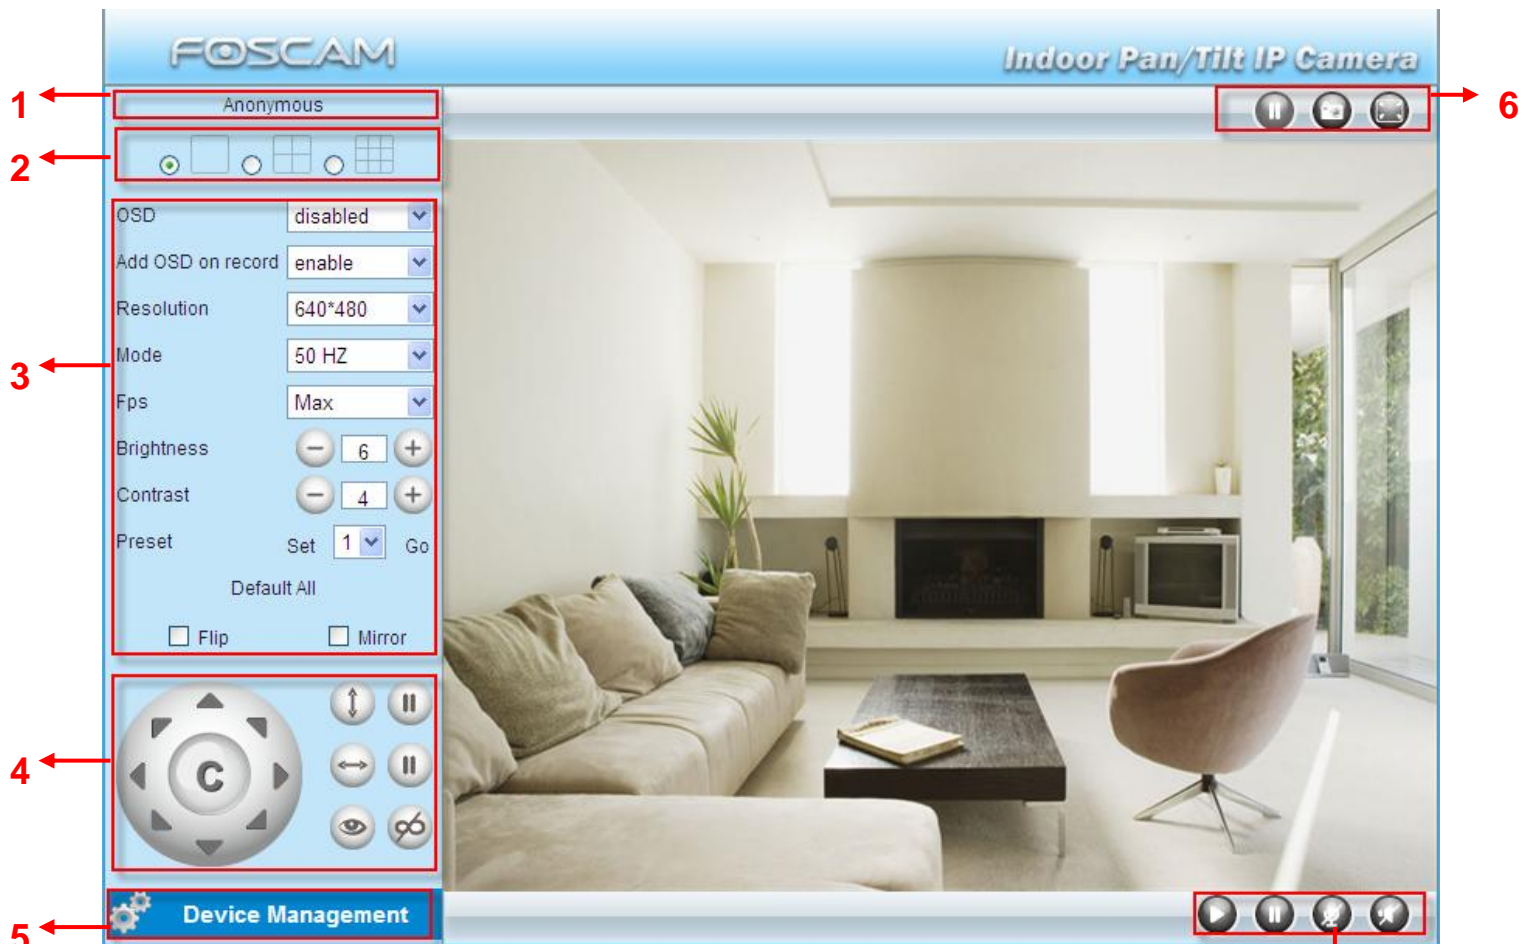 FOSCAM
Indoor Pan/Tilt IP Camera
1
Anonymous
6
2
OSD disabled
Add OSD on record enable
Resolution 640*480
3
Mode 50 HZ
Fps Max
Brightness 6
Contrast 4
Preset Set 1 Go
Default All
Flip Mirror
4
C
5
Device Management